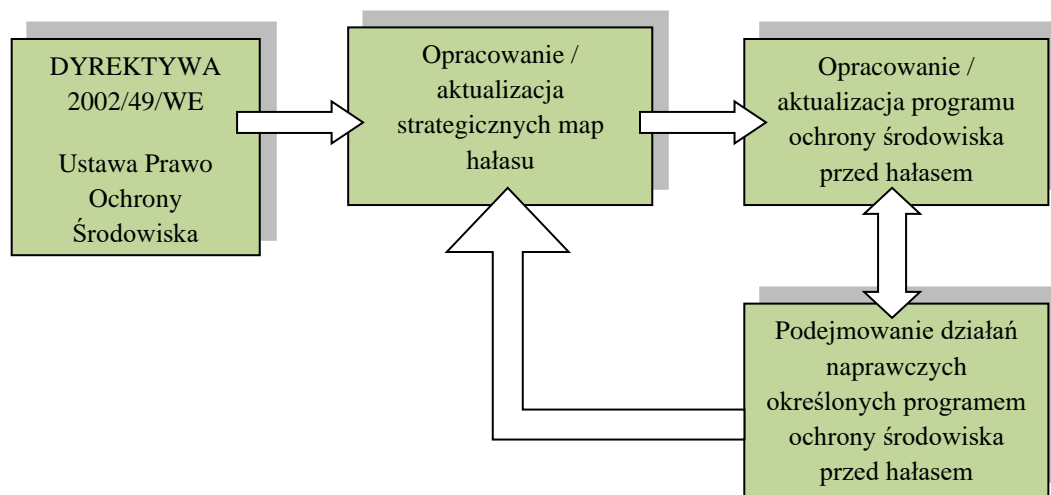 DYREKTYWA
2002/49/WE
Ustawa Prawo
Ochrony
Środowiska
Opracowanie /
aktualizacja
strategicznych map
hałasu
Opracowanie /
aktualizacja programu
ochrony środowiska
przed hałasem
Podejmowanie działań
naprawczych
określonych programem
ochrony środowiska
przed hałasem